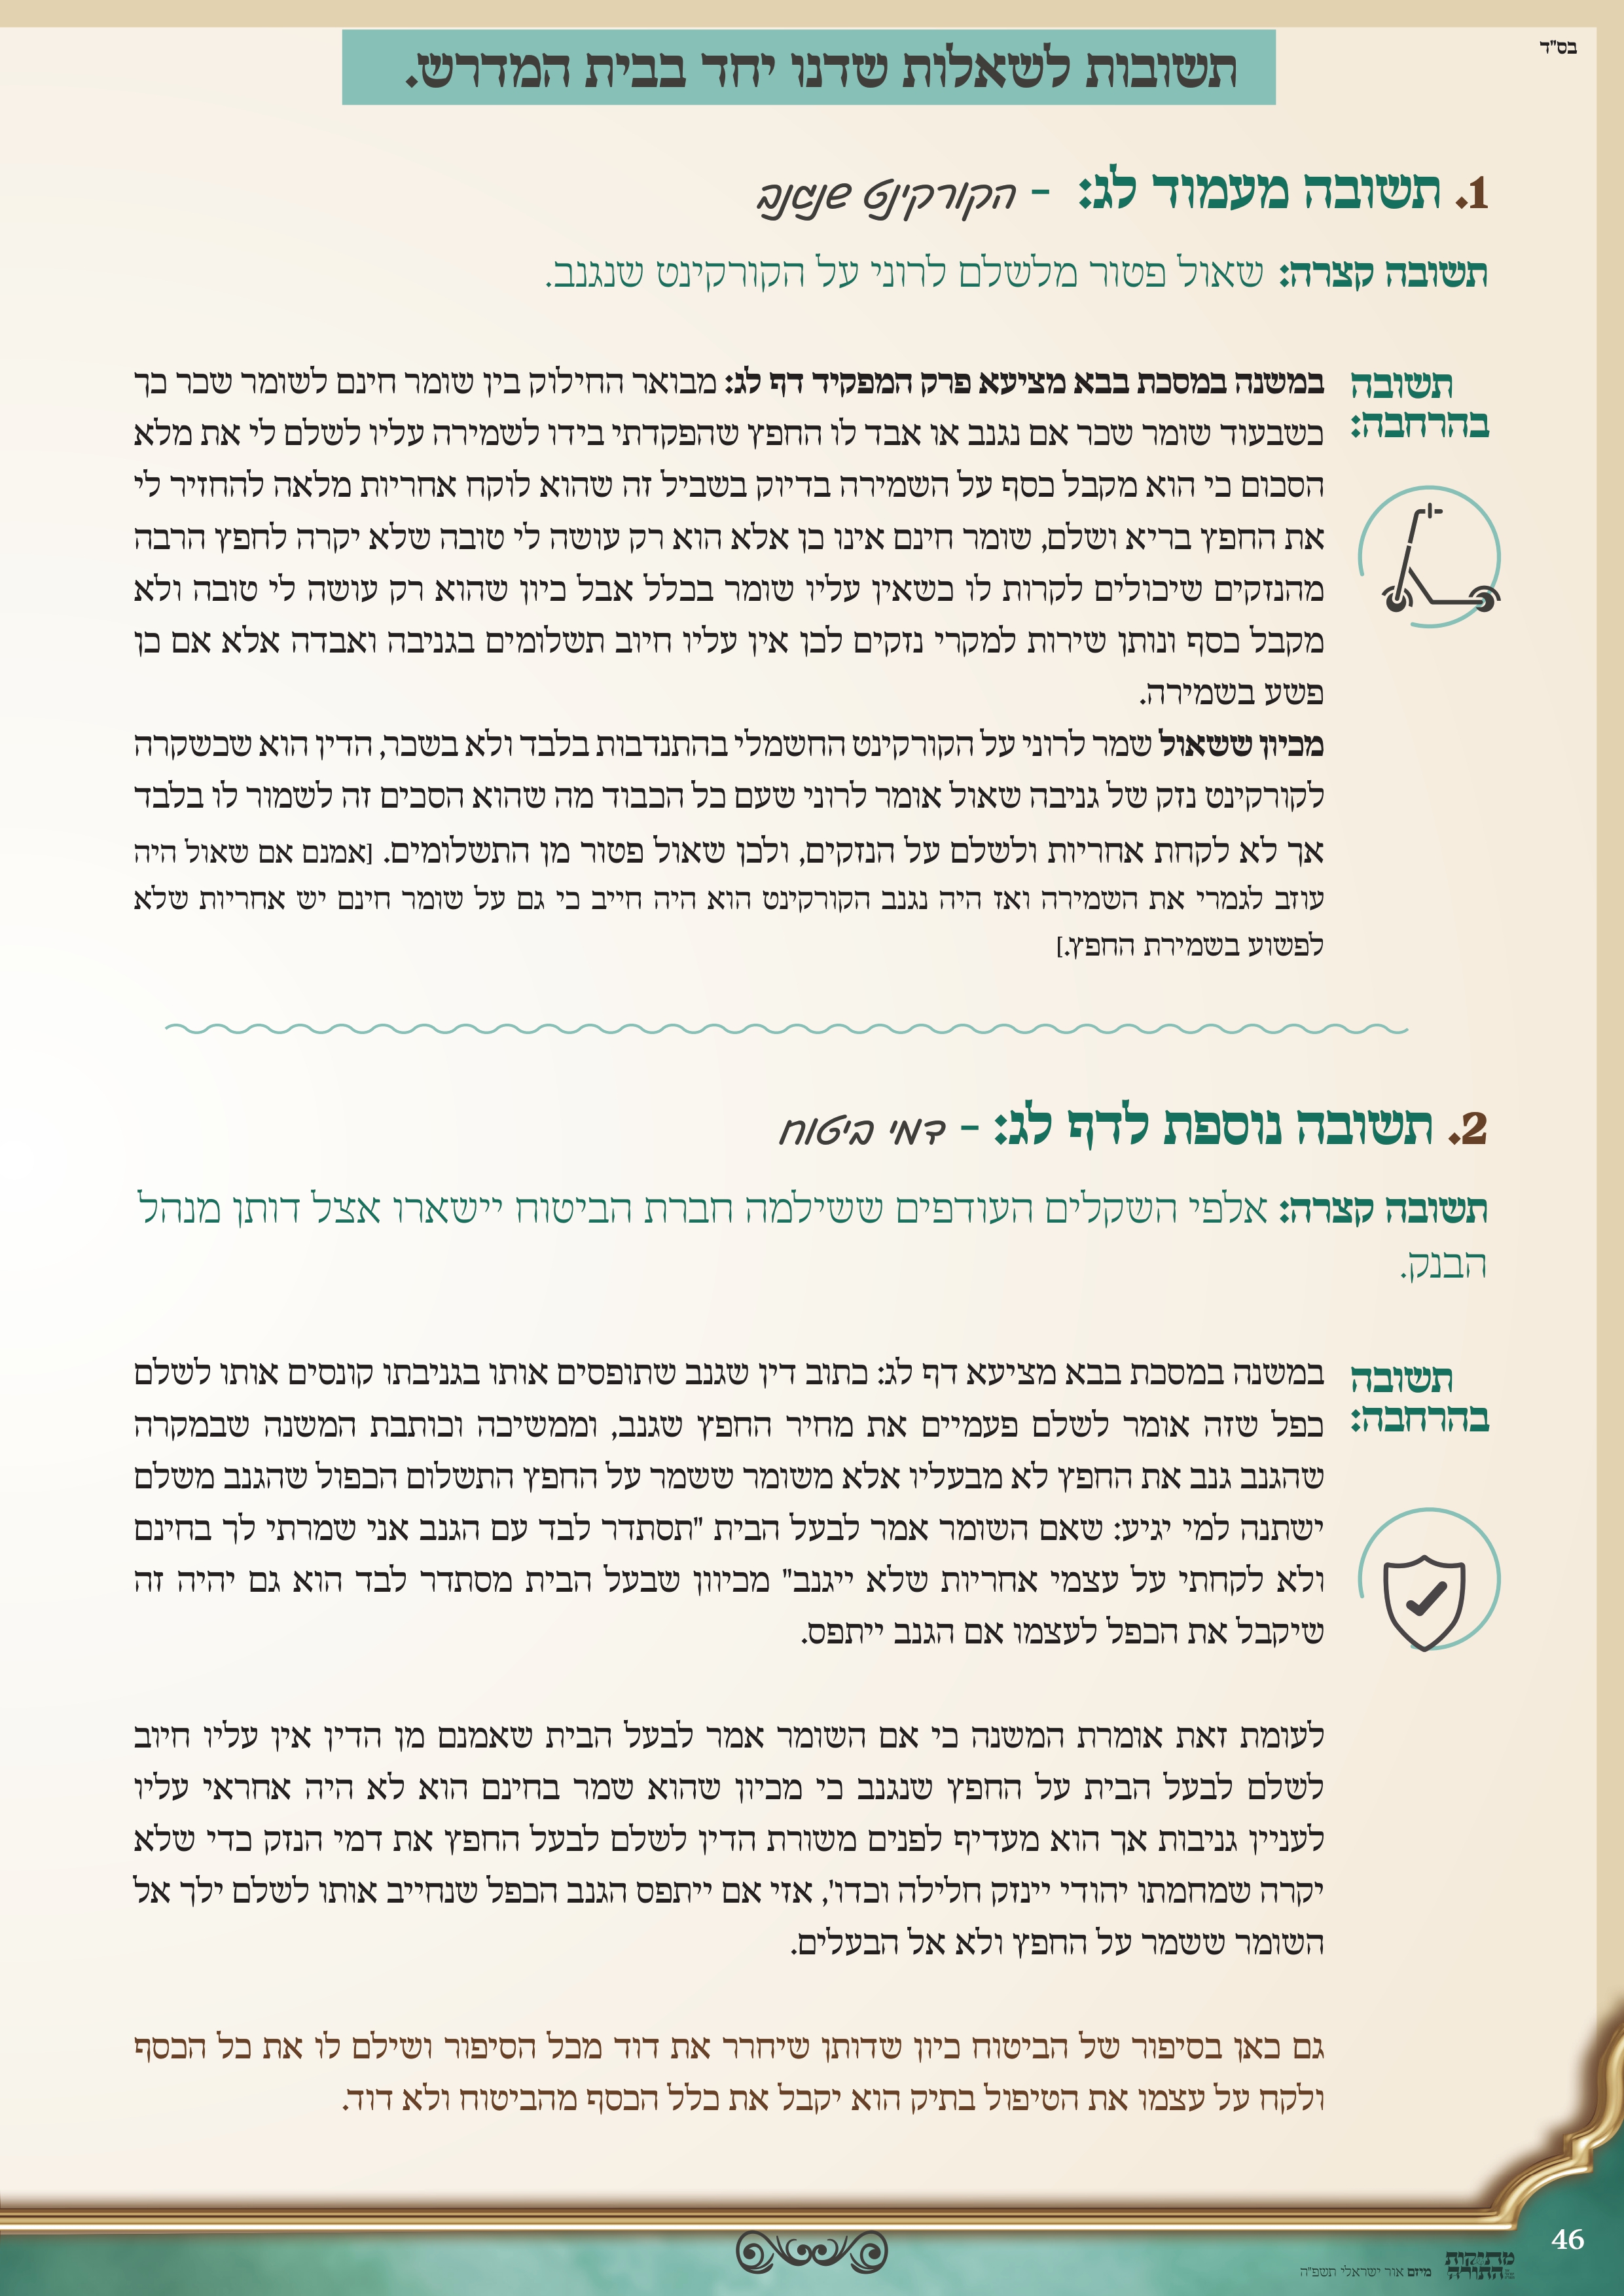 בס"ד
תשובות לשאלות שדנו יחד בבית המדרש.
1. תשובה מעמוד לג: – הקורקינט שנגנב
תשובה קצרה: שאול פטור מלשלם לרוני על הקורקינט שנגנב.
תשובה
בהרחבה:
במשנה במסכת בבא מציעא פרק המפקיד דף לג: מבואר החילוק בין שומר חינם לשומר שכר כך
כשבעוד שומר שכר אם נגנב או אבד לו החפץ שהפקדתי בידו לשמירה עליו לשלם לי את מלא
הסכום כי הוא מקבל כסף על השמירה בדיוק בשביל זה שהוא לוקח אחריות מלאה להחזיר לי
את החפץ בריא ושלם, שומר חינם אינו כן אלא הוא רק עושה לי טובה שלא יקרה לחפץ הרבה
מהנזקים שיכולים לקרות לו כשאין עליו שומר בכלל אבל כיון שהוא רק עושה לי טובה ולא
מקבל כסף ונותן שירות למקרי נזקים לכן אין עליו חיוב תשלומים בגניבה ואבדה אלא אם כן
פשע בשמירה.
מכיון ששאול שמר לרוני על הקורקינט החשמלי בהתנדבות בלבד ולא בשכר, הדין הוא שכשקרה
לקורקינט נזק של גניבה שאול אומר לרוני שעם כל הכבוד מה שהוא הסכים זה לשמור לו בלבד
אך לא לקחת אחריות ולשלם על הנזקים, ולכן שאול פטור מן התשלומים. [אמנם אם שאול היה
עוזב לגמרי את השמירה ואז היה נגנב הקורקינט הוא היה חייב כי גם על שומר חינם יש אחריות שלא
לפשוע בשמירת החפץ.]
2. תשובה נוספת לדף לג: – דמי ביטוח
תשובה קצרה: אלפי השקלים העודפים ששילמה חברת הביטוח יישארו אצל דותן מנהל
הבנק.
תשובה
בהרחבה:
במשנה במסכת בבא מציעא דף לג: כתוב דין שגנב שתופסים אותו בגניבתו קונסים אותו לשלם
כפל שזה אומר לשלם פעמיים את מחיר החפץ שגנב, וממשיכה וכותבת המשנה שבמקרה
שהגנב גנב את החפץ לא מבעליו אלא משומר ששמר על החפץ התשלום הכפול שהגנב משלם
ישתנה למי יגיע: שאם השומר אמר לבעל הבית "תסתדר לבד עם הגנב אני שמרתי לך בחינם
ולא לקחתי על עצמי אחריות שלא ייגנב" מכיוון שבעל הבית מסתדר לבד הוא גם יהיה זה
שיקבל את הכפל לעצמו אם הגנב ייתפס.
לעומת זאת אומרת המשנה כי אם השומר אמר לבעל הבית שאמנם מן הדין אין עליו חיוב
לשלם לבעל הבית על החפץ שנגנב כי מכיון שהוא שמר בחינם הוא לא היה אחראי עליו
לעניין גניבות אך הוא מעדיף לפנים משורת הדין לשלם לבעל החפץ את דמי הנזק כדי שלא
יקרה שמחמתו יהודי יינזק חלילה וכדו', אזי אם ייתפס הגנב הכפל שנחייב אותו לשלם ילך אל
השומר ששמר על החפץ ולא אל הבעלים.
גם כאן בסיפור של הביטוח כיון שדותן שיחרר את דוד מכל הסיפור ושילם לו את כל הכסף
ולקח על עצמו את הטיפול בתיק הוא יקבל את כלל הכסף מהביטוח ולא דוד.
46
מתיקות
התורה
מיזם אור ישראלי תשפ"ה